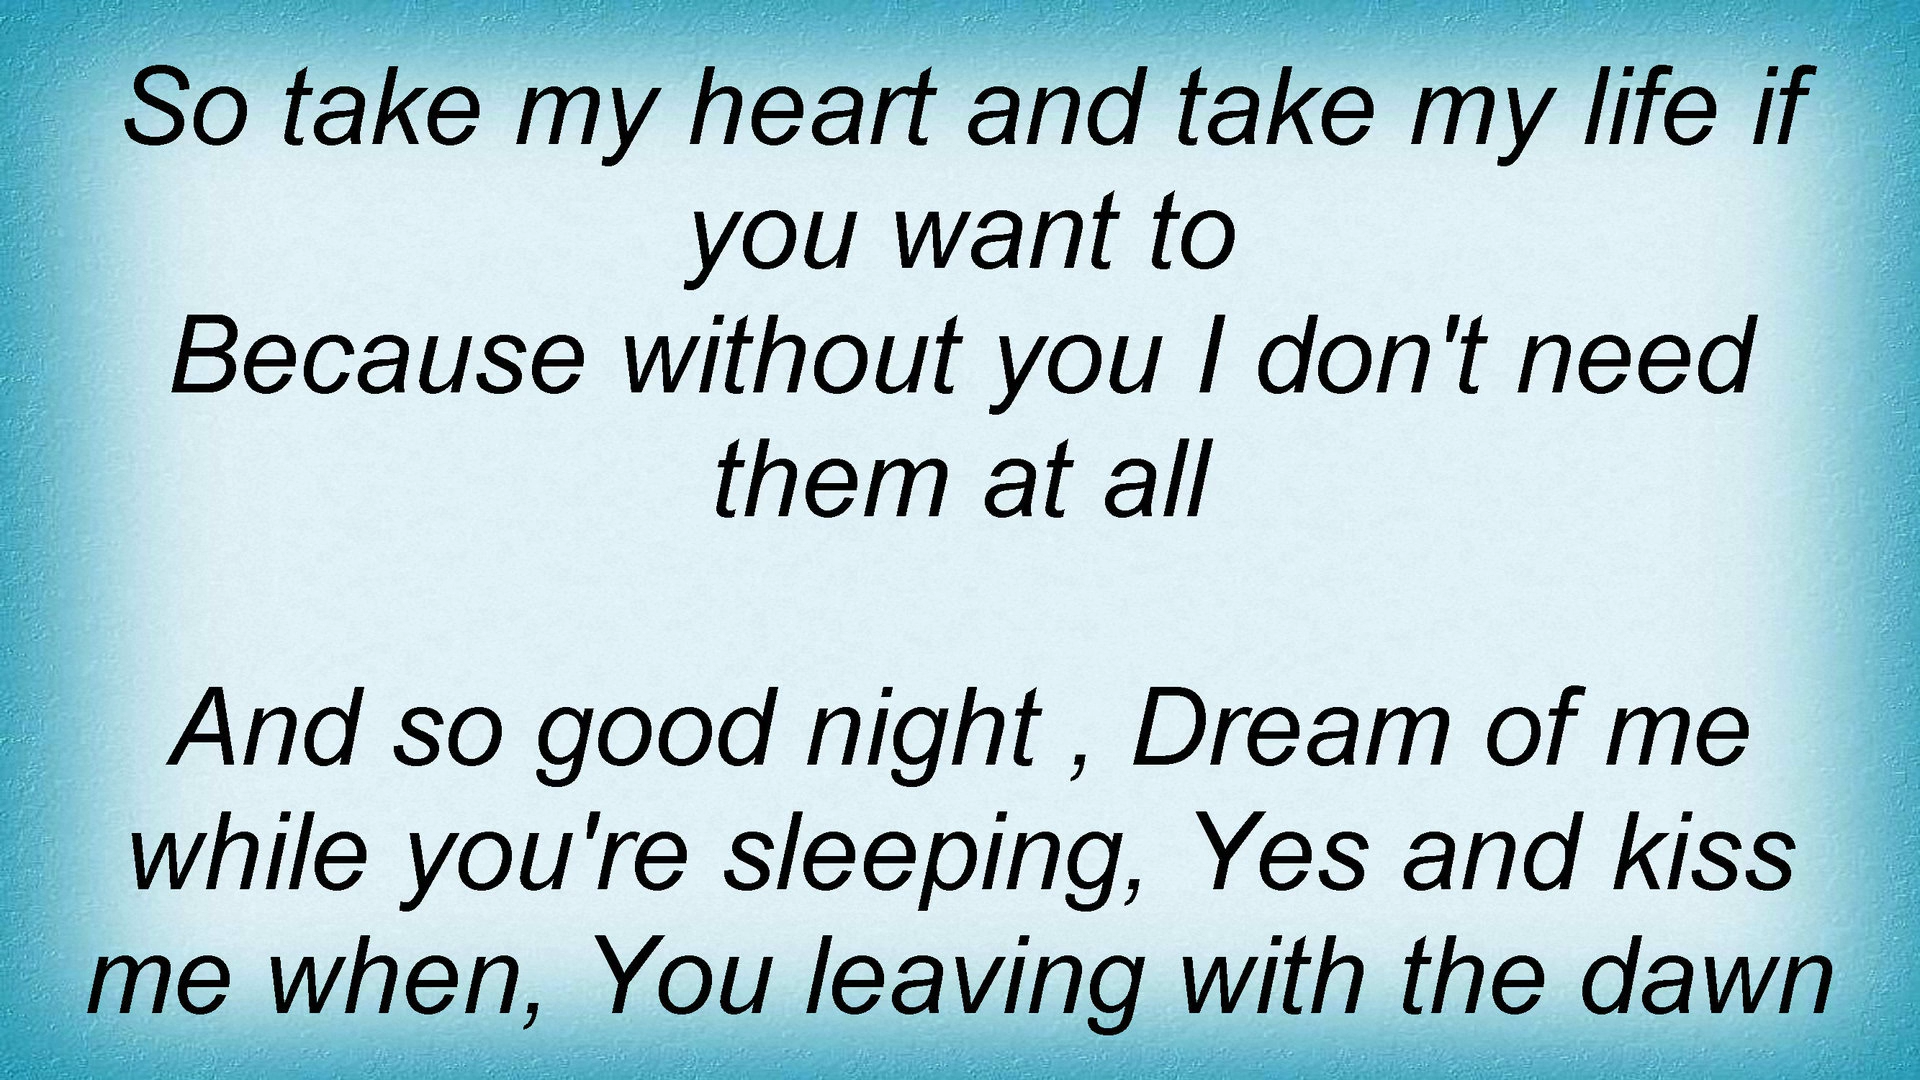 So take my heart and take my life if
you want to
Because without you I don't need
them at all
And so good night , Dream of me
while you're sleeping, Yes and kiss
me when, You leaving with the dawn